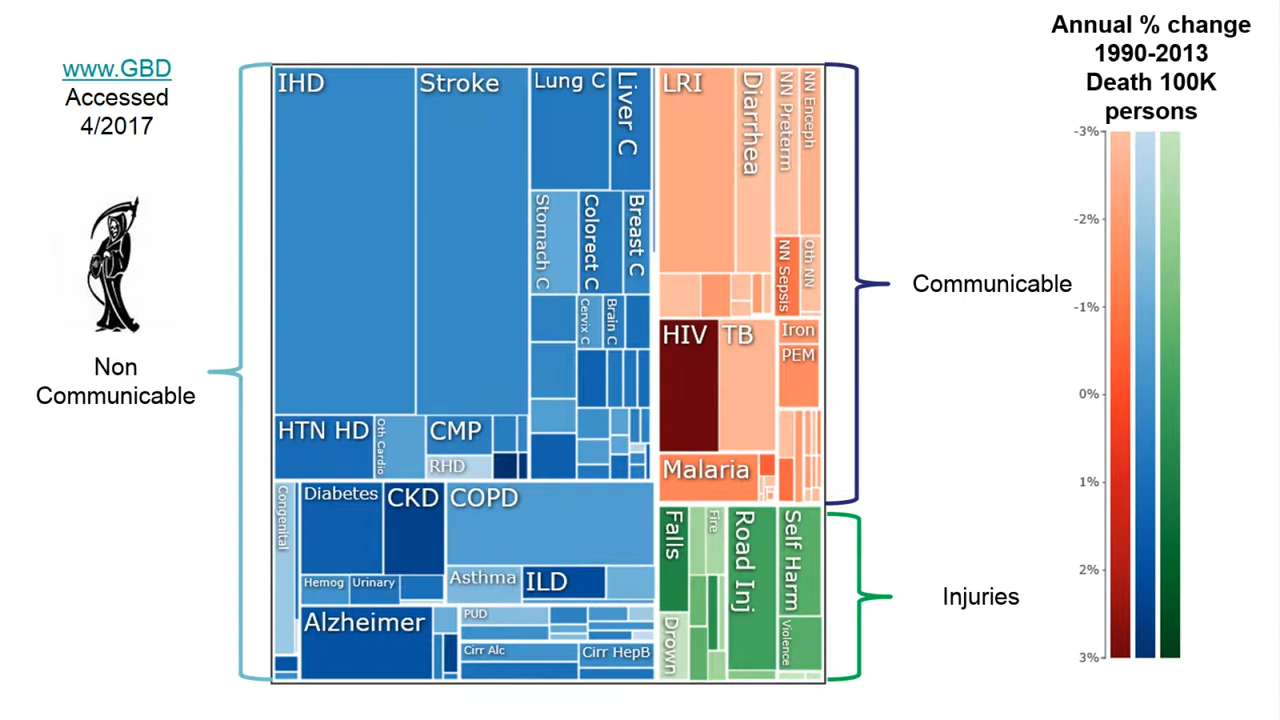 www.GBD
Accessed
4/2017
Non
Communicable
IHD
Stroke
Lung C
Liver C
Stomach C
Colorect C
Breast C
Cervix C
Brain C
HTN HD
Oth Cardio
CMP
RHD
Congenital
Diabetes
CKD
COPD
Hemog
Urinary
Asthma
ILD
Alzheimer
PUD
Cirr Alc
Cirr HepB
LRI
Diarrhea
NN Preterm
NN Enceph
NN Sepsis
Oth NN
HIV
TB
Iron
PEM
Malaria
Falls
Fire
Road Inj
Self Harm
Drown
Violence
Communicable
Injuries
Annual % change
1990-2013
Death 100K
persons
-3%
-2%
-1%
0%
1%
2%
3%